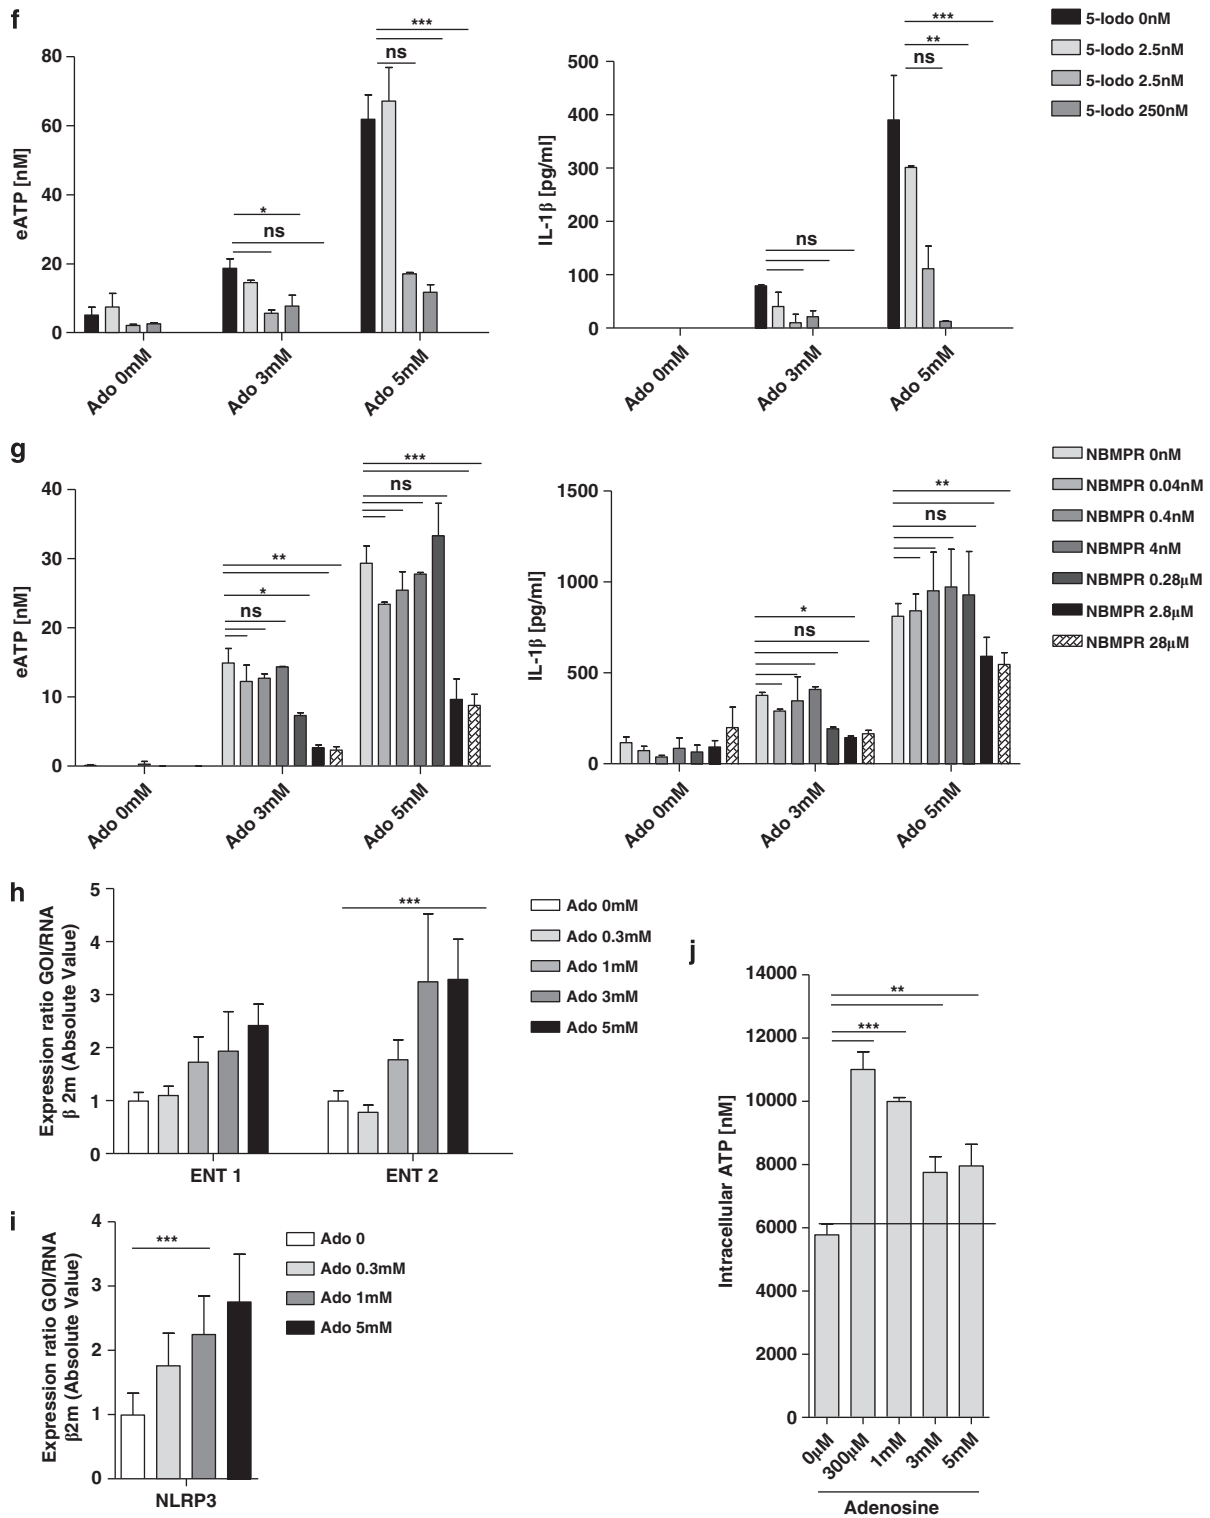 f
eATP [nM]
80
60
40
20
0
***
ns
*
ns
Ado 0mM
Ado 3mM
Ado 5mM
IL-1β [pg/ml]
500
400
300
200
100
0
***
**
ns
ns
Ado 0mM
Ado 3mM
Ado 5mM
5-Iodo 0nM
5-Iodo 2.5nM
5-Iodo 2.5nM
5-Iodo 250nM
g
eATP [nM]
40
30
20
10
0
***
ns
**
*
ns
Ado 0mM
Ado 3mM
Ado 5mM
IL-1β [pg/ml]
1500
1000
500
0
**
ns
*
ns
Ado 0mM
Ado 3mM
Ado 5mM
NBMPR 0nM
NBMPR 0.04nM
NBMPR 0.4nM
NBMPR 4nM
NBMPR 0.28μM
NBMPR 2.8μM
NBMPR 28μM
h
Expression ratio GOI/RNA
β 2m (Absolute Value)
5
4
3
2
1
0
***
ENT 1
ENT 2
Ado 0mM
Ado 0.3mM
Ado 1mM
Ado 3mM
Ado 5mM
i
Expression ratio GOI/RNA
β2m (Absolute Value)
4
3
2
1
0
***
NLRP3
Ado 0
Ado 0.3mM
Ado 1mM
Ado 5mM
j
Intracellular ATP [nM]
14000
12000
10000
8000
6000
4000
2000
0
**
***
0μM
300μM
1mM
3mM
5mM
Adenosine